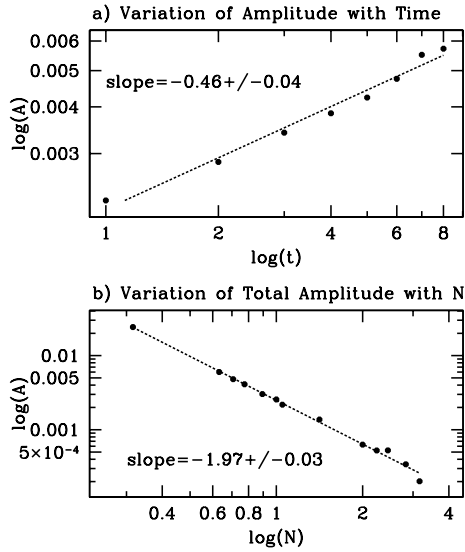 a) Variation of Amplitude with Time
0.006
0.005
0.004
0.003
log(A)
slope=−0.46+/−0.04
1 2 4 6 8
log(t)
b) Variation of Total Amplitude with N
0.01
0.005
0.001
5×10⁻⁴
log(A)
slope=−1.97+/−0.03
0.4 0.6 0.8 1 2 4
log(N)